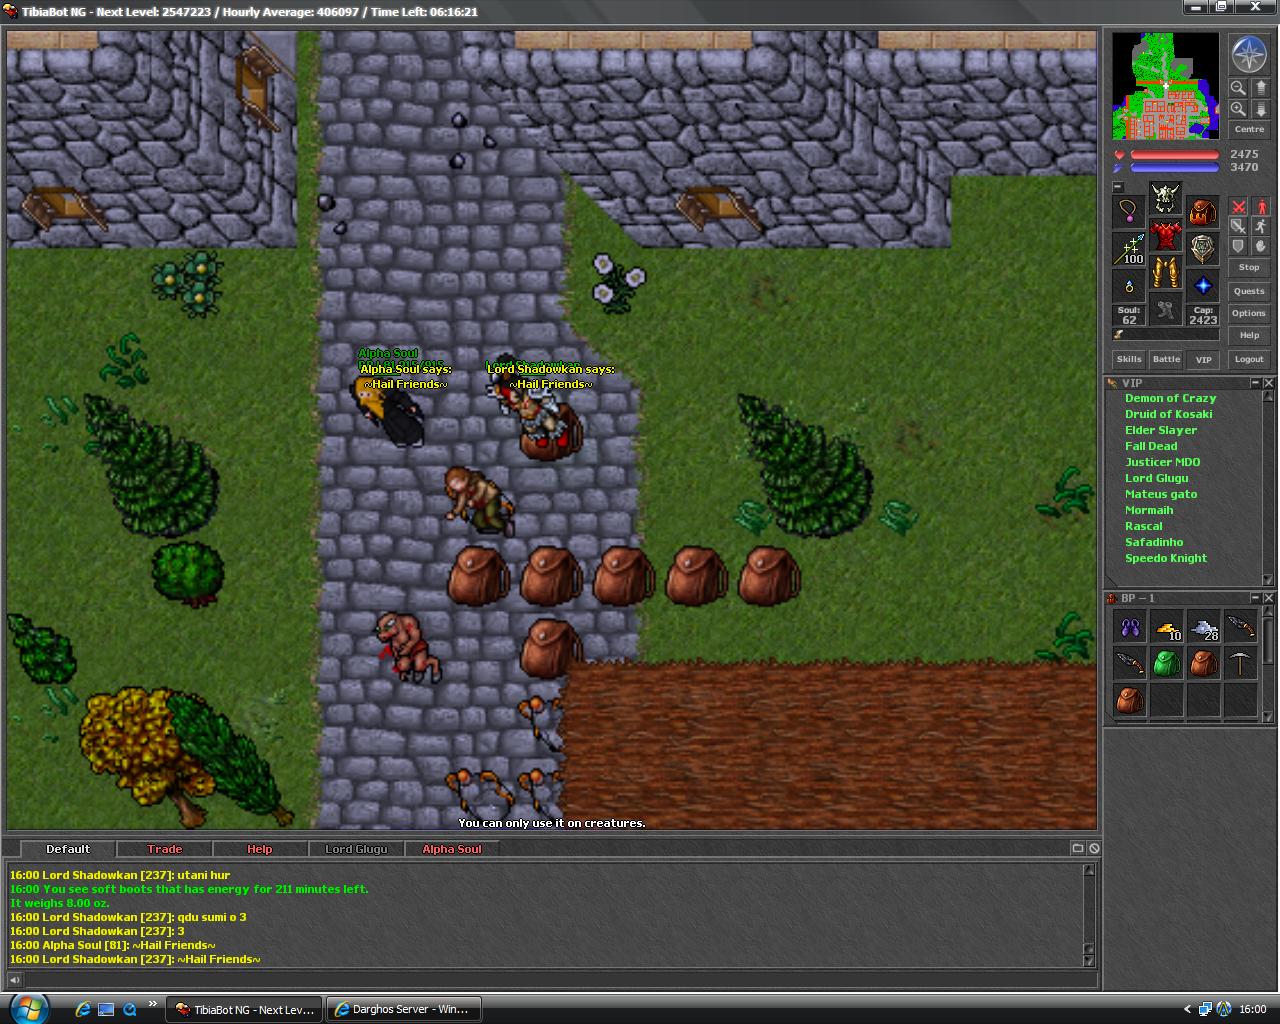 TibiaBot NG - Next Level: 2547223 / Hourly Average: 406097 / Time Left: 06:16:21
Centre
2475
3470
100
Soul:
62
Cap:
2423
Stop
Quests
Options
Help
Skills
Battle
VIP
Logout
Alpha Soul
Alpha Soul says:
~Hail Friends~
Lord Shadowkan says:
~Hail Friends~
VIP
Demon of Crazy
Druid of Kosaki
Elder Slayer
Fall Dead
Justicer MDO
Lord Glugu
Mateus gato
Mormaih
Rascal
Safadinho
Speedo Knight
BP - 1
10
28
You can only use it on creatures.
Default
Trade
Help
Lord Glugu
Alpha Soul
16:00 Lord Shadowkan [237]: utani hur
16:00 You see soft boots that has energy for 211 minutes left.
It weighs 8.00 oz.
16:00 Lord Shadowkan [237]: qdu sumi o 3
16:00 Lord Shadowkan [237]: 3
16:00 Alpha Soul [81]: ~Hail Friends~
16:00 Lord Shadowkan [237]: ~Hail Friends~
TibiaBot NG - Next Lev...
Darghos Server - Win...
16:00